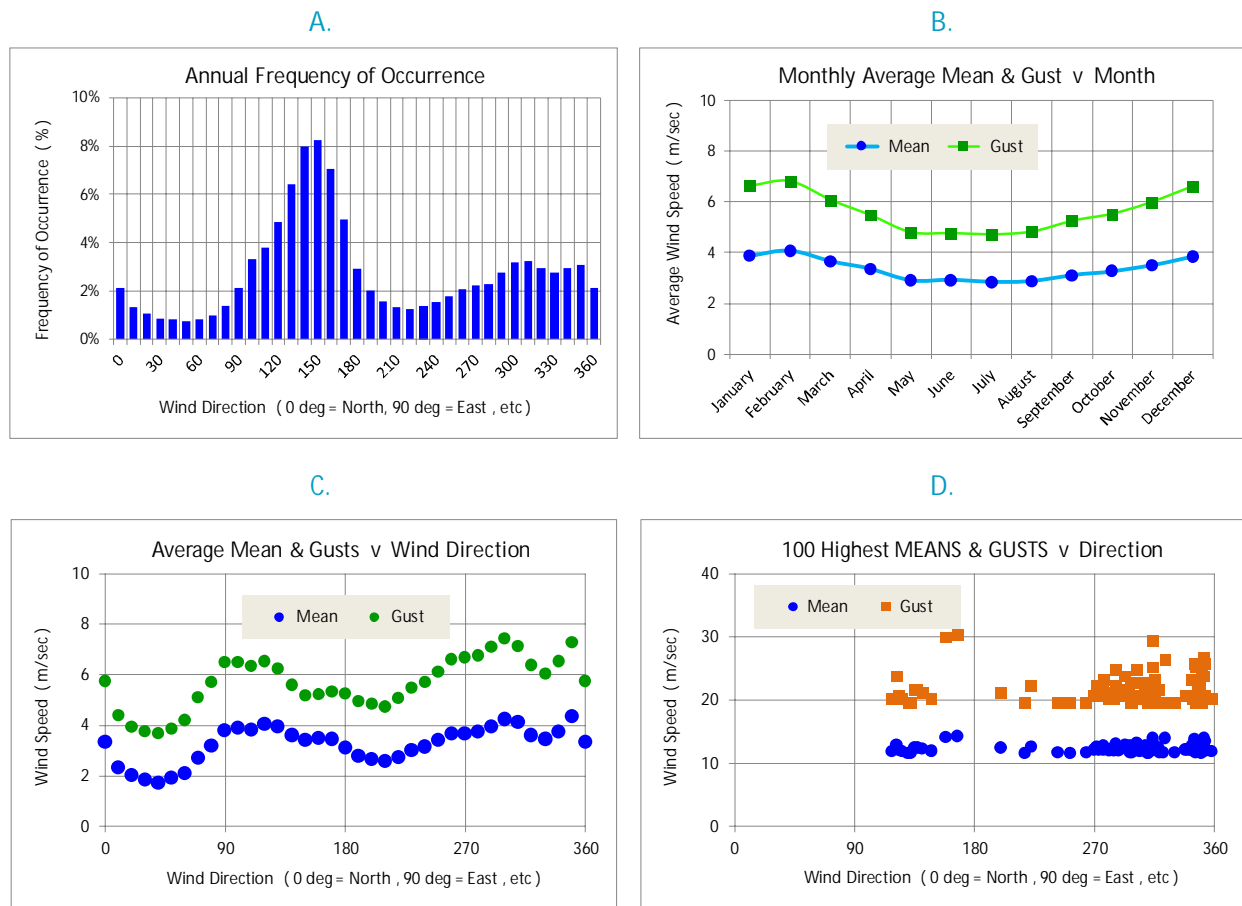 A.
Annual Frequency of Occurrence
Frequency of Occurrence ( %)
10%
8%
6%
4%
2%
0%
0 30 60 90 120 150 180 210 240 270 300 330 360
Wind Direction ( 0 deg = North, 90 deg = East , etc )
B.
Monthly Average Mean & Gust v Month
Average Wind Speed ( m/sec)
10
8
6
4
2
0
Mean Gust
January February March April May June July August September October November December
C.
Average Mean & Gusts v Wind Direction
Wind Speed ( m/sec)
10
8
6
4
2
0
Mean Gust
0 90 180 270 360
Wind Direction ( 0 deg = North , 90 deg = East , etc )
D.
100 Highest MEANS & GUSTS v Direction
Wind Speed ( m/sec)
40
30
20
10
0
Mean Gust
0 90 180 270 360
Wind Direction ( 0 deg = North , 90 deg = East , etc )